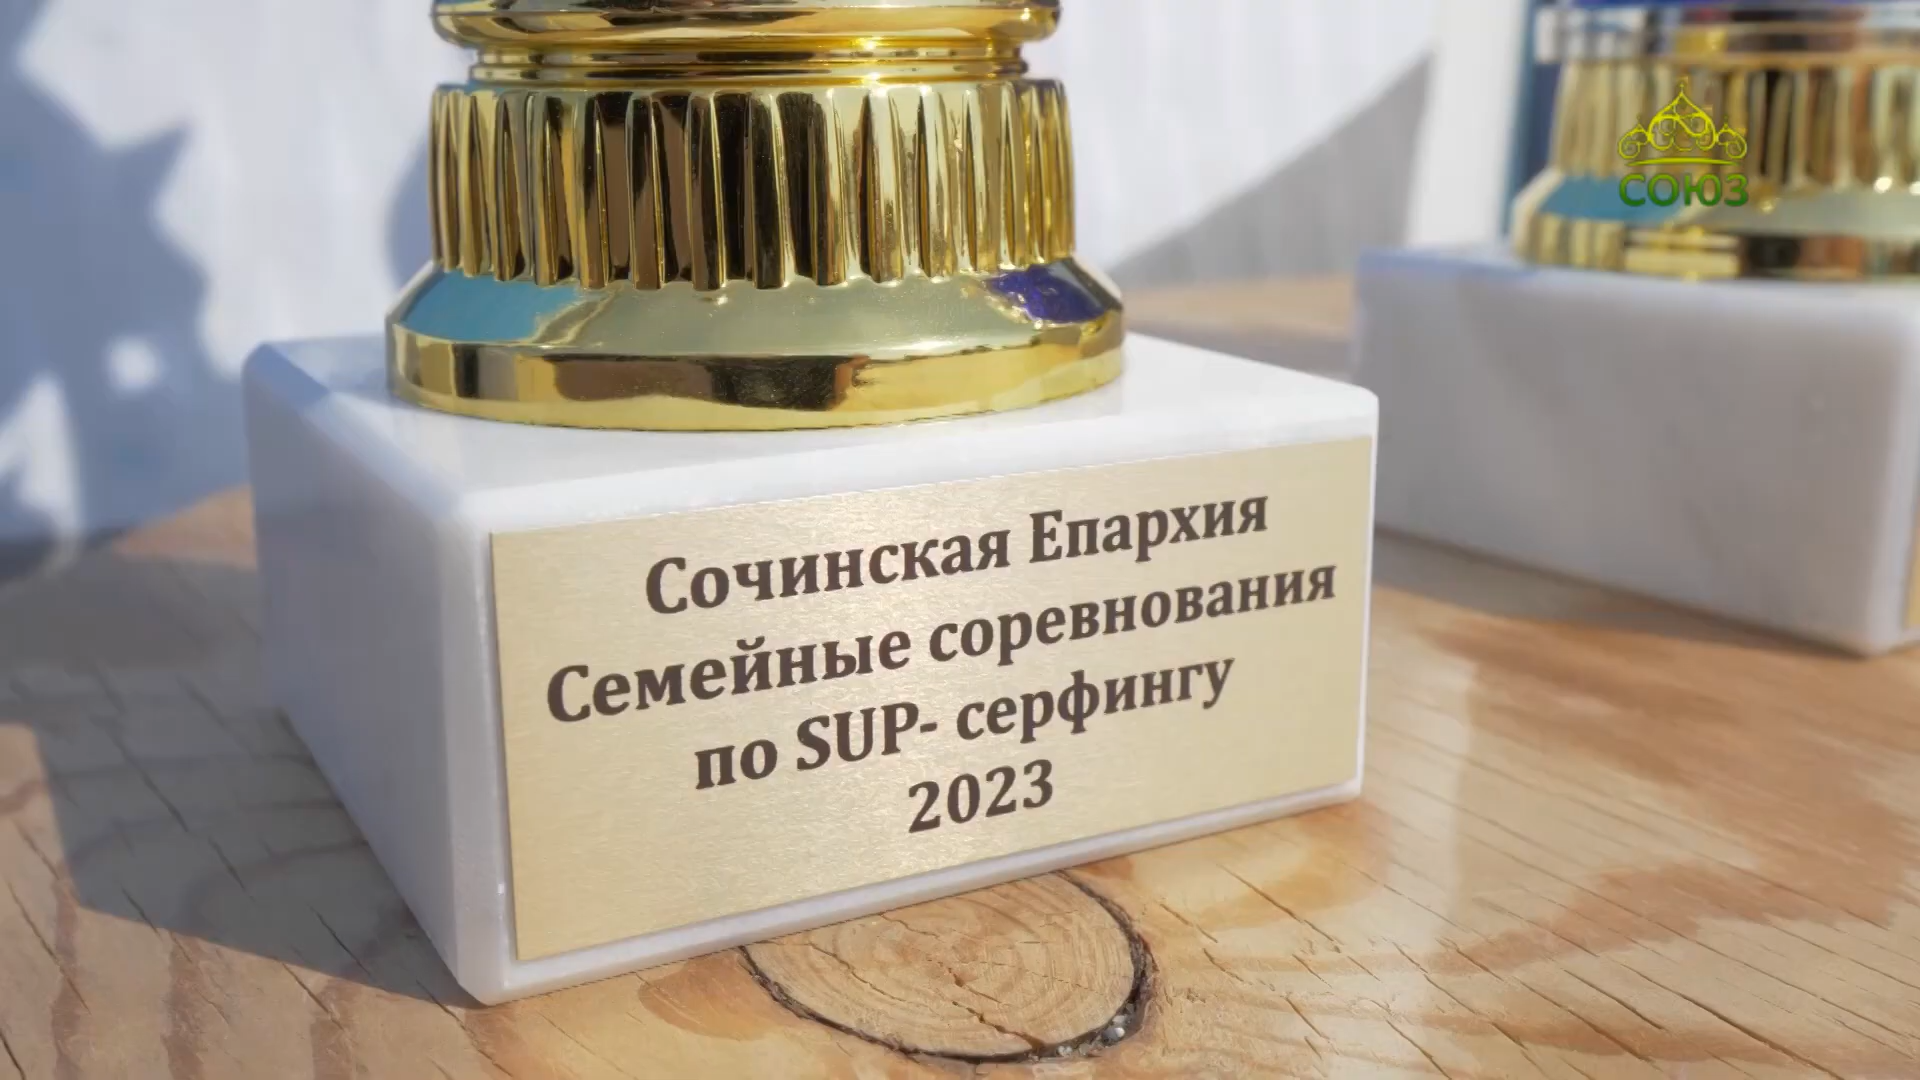 СОЮЗ
Сочинская Епархия
Семейные соревнования
по SUP- серфингу
2023